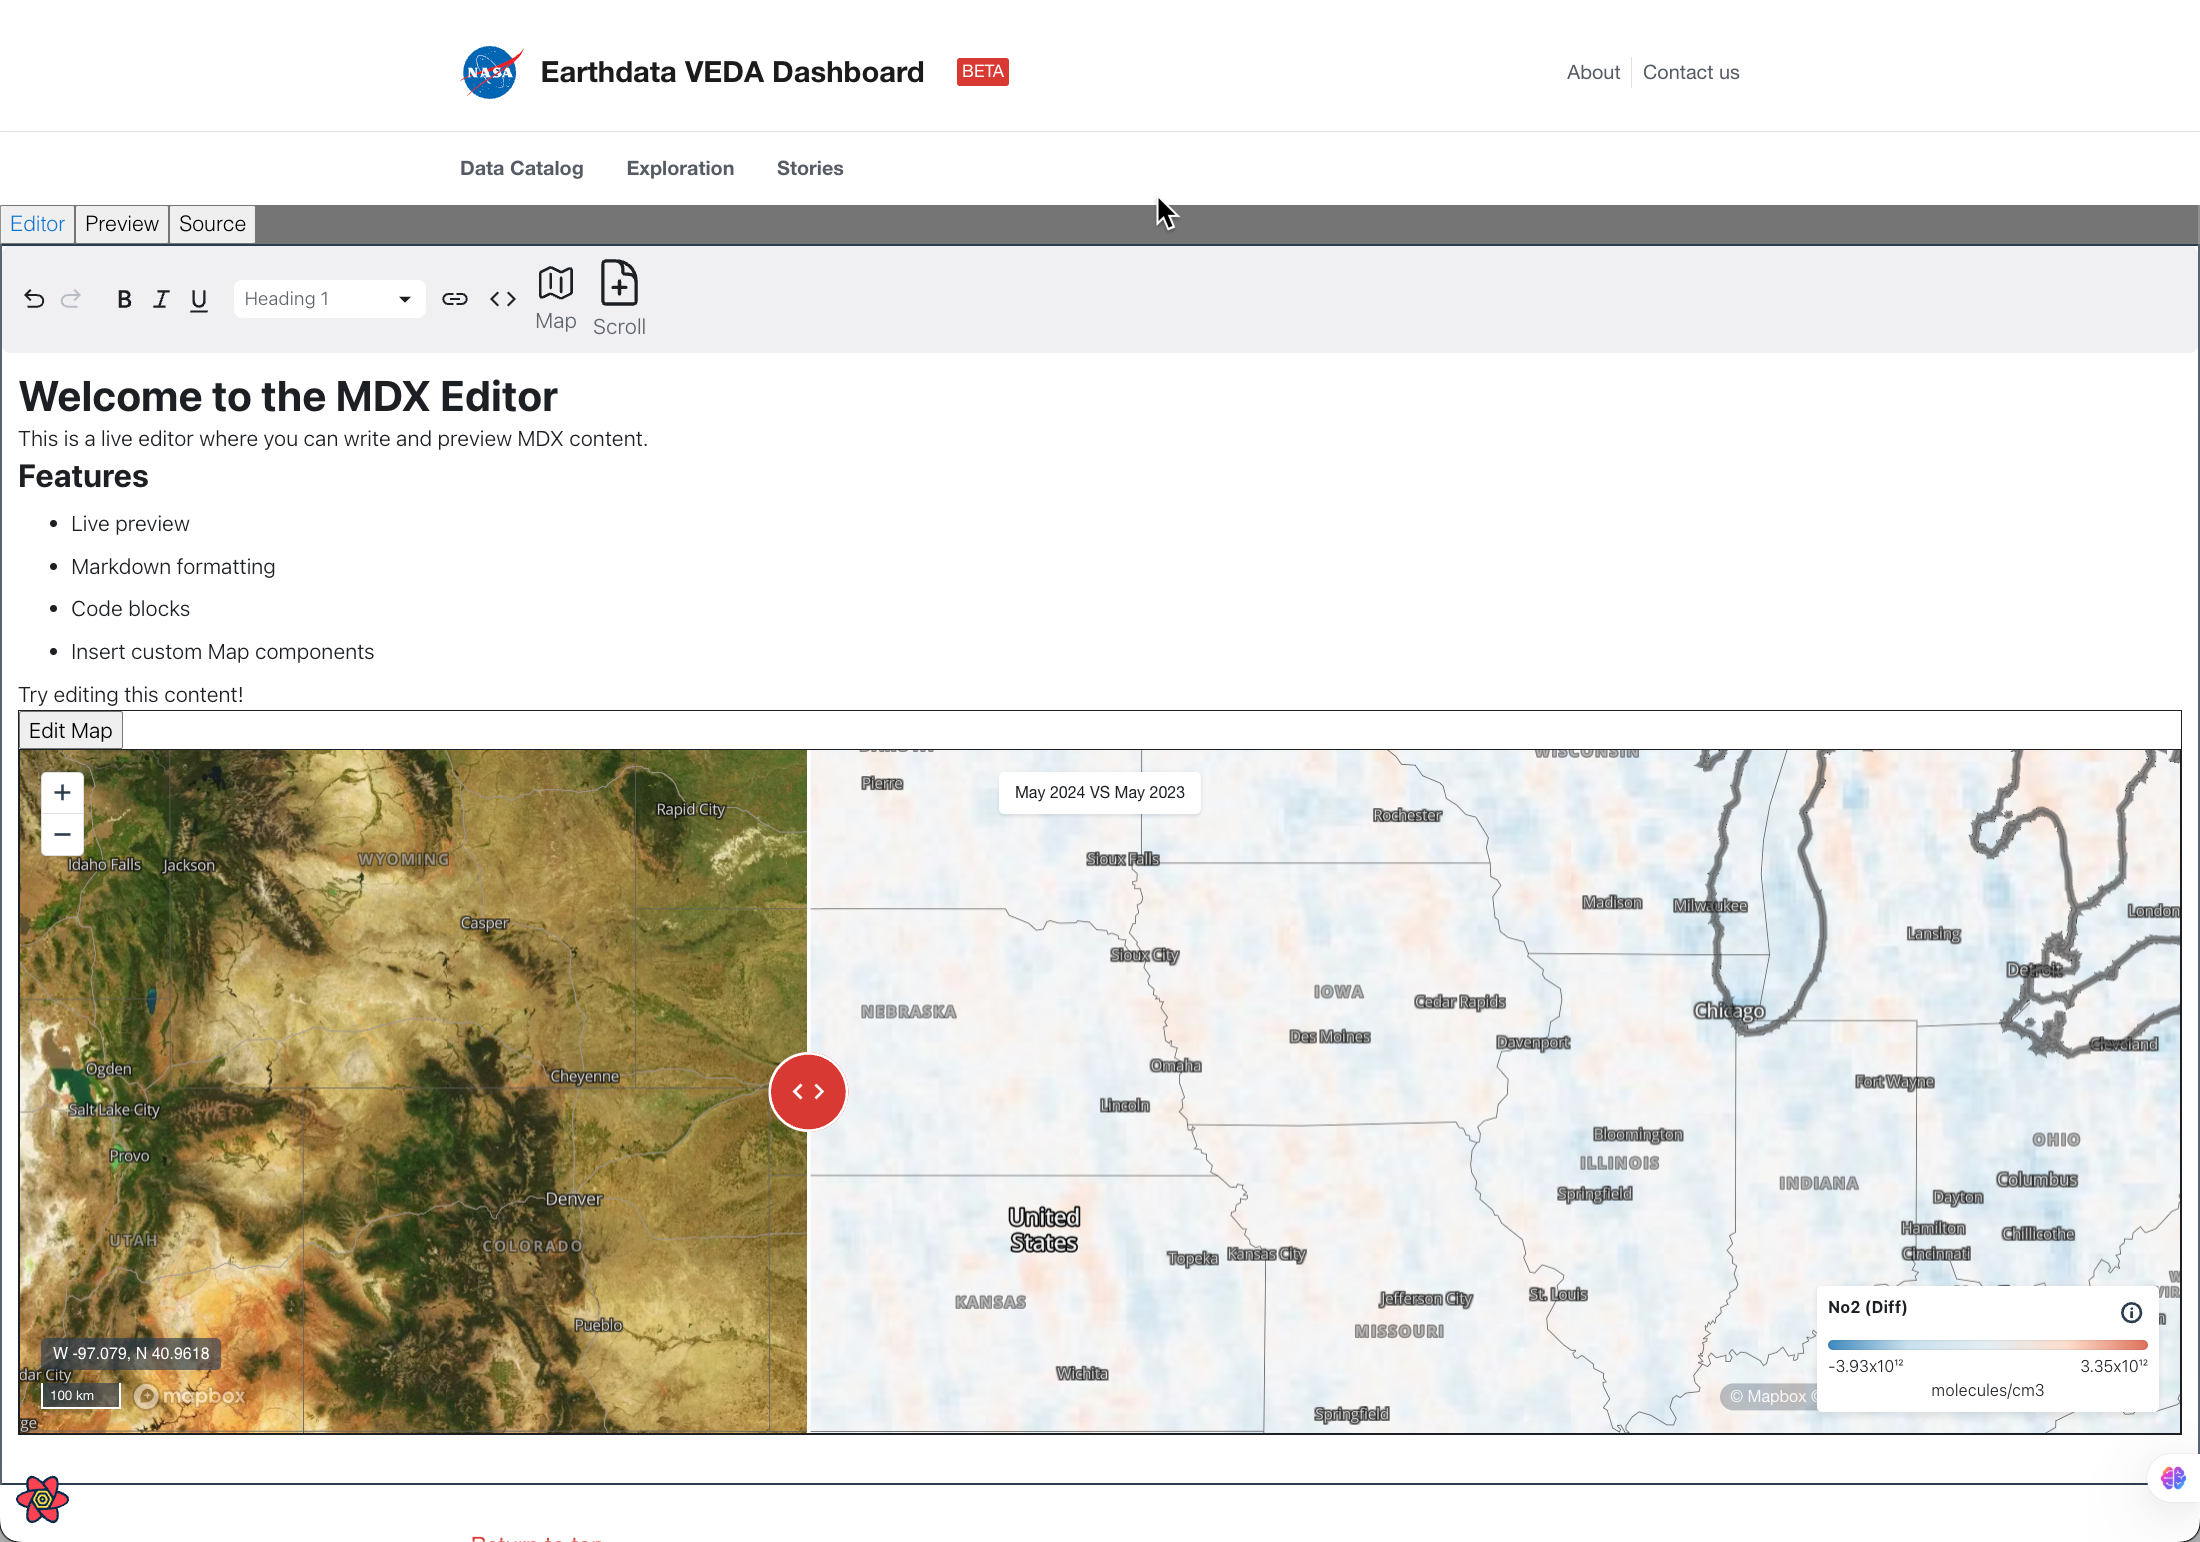 NASA
Earthdata VEDA Dashboard
BETA
About
Contact us
Data Catalog
Exploration
Stories
Editor
Preview
Source
B I U
Heading 1
Map
Scroll
Welcome to the MDX Editor
This is a live editor where you can write and preview MDX content.
Features
Live preview
Markdown formatting
Code blocks
Insert custom Map components
Try editing this content!
Edit Map
WISCONSIN
Pierre
May 2024 VS May 2023
Rapid City
Rochester
Idaho Falls
Jackson
WYOMING
Sioux Falls
Casper
Madison
Milwaukee
London
Lansing
Sioux City
Detroit
IOWA
Cedar Rapids
NEBRASKA
Chicago
Des Moines
Davenport
Cleveland
Ogden
Cheyenne
Omaha
Fort Wayne
Salt Lake City
Lincoln
Bloomington
OHIO
Provo
ILLINOIS
Columbus
INDIANA
Denver
Springfield
Dayton
United
States
Hamilton
Chillicothe
UTAH
COLORADO
Topeka
Kansas City
Cincinnati
KANSAS
Jefferson City
St. Louis
No2 (Diff)
Pueblo
MISSOURI
W -97.079, N 40.9618
-3.93x10¹²
3.35x10¹²
dar City
Wichita
100 km
mapbox
© Mapbox
molecules/cm3
ge
Springfield
Return to top